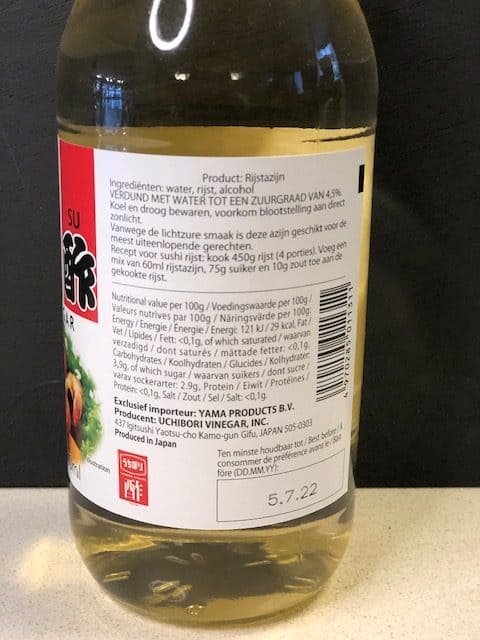 Product: Rijstazijn
Ingrediënten: water, rijst, alcohol
VERDUND MET WATER TOT EEN ZUURGRAAD VAN 4,5%.
Koel en droog bewaren, voorkom blootstelling aan direct
zonlicht.
Vanwege de lichtzure smaak is deze azijn geschikt voor de
meest uiteenlopende gerechten.
Recept voor sushi rijst: kook 450g rijst (4 porties). Voeg een
mix van 60ml rijstazijn, 75g suiker en 10g zout toe aan de
gekookte rijst.
Nutritional value per 100g / Voedingswaarde per 100g /
Valeurs nutrives par 100g / Näringsvärde per 100g:
Energy / Energie / Énergie / Energi: 121 kJ / 29 kcal, Fat /
Vet / Lipides / Fett: <0,1g, of which saturated / waarvan
verzadigd / dont saturés / mättade fetter: <0,1g,
Carbohydrates / Koolhydraten / Glucides / Kolhydrater:
3,9g, of which sugar / waarvan suikers / dont sucre /
varav sockerarter: 2.9g, Protein / Eiwit / Protéines /
Protein: <0,1g, Salt / Zout / Sel / Salt: <0,1g.
Exclusief importeur: YAMA PRODUCTS B.V.
Producent: UCHIBORI VINEGAR, INC.
437 Igitsushi Yaotsu-cho Kamo-gun Gifu, JAPAN 505-0303
Produced in Japan
Ten minste houdbaar tot / Best before / À
consommer de préférence avant le / Bäst
före (DD.MM.YY):
5.7.22
SU
酢
GAR
うちぼり
酢
ml